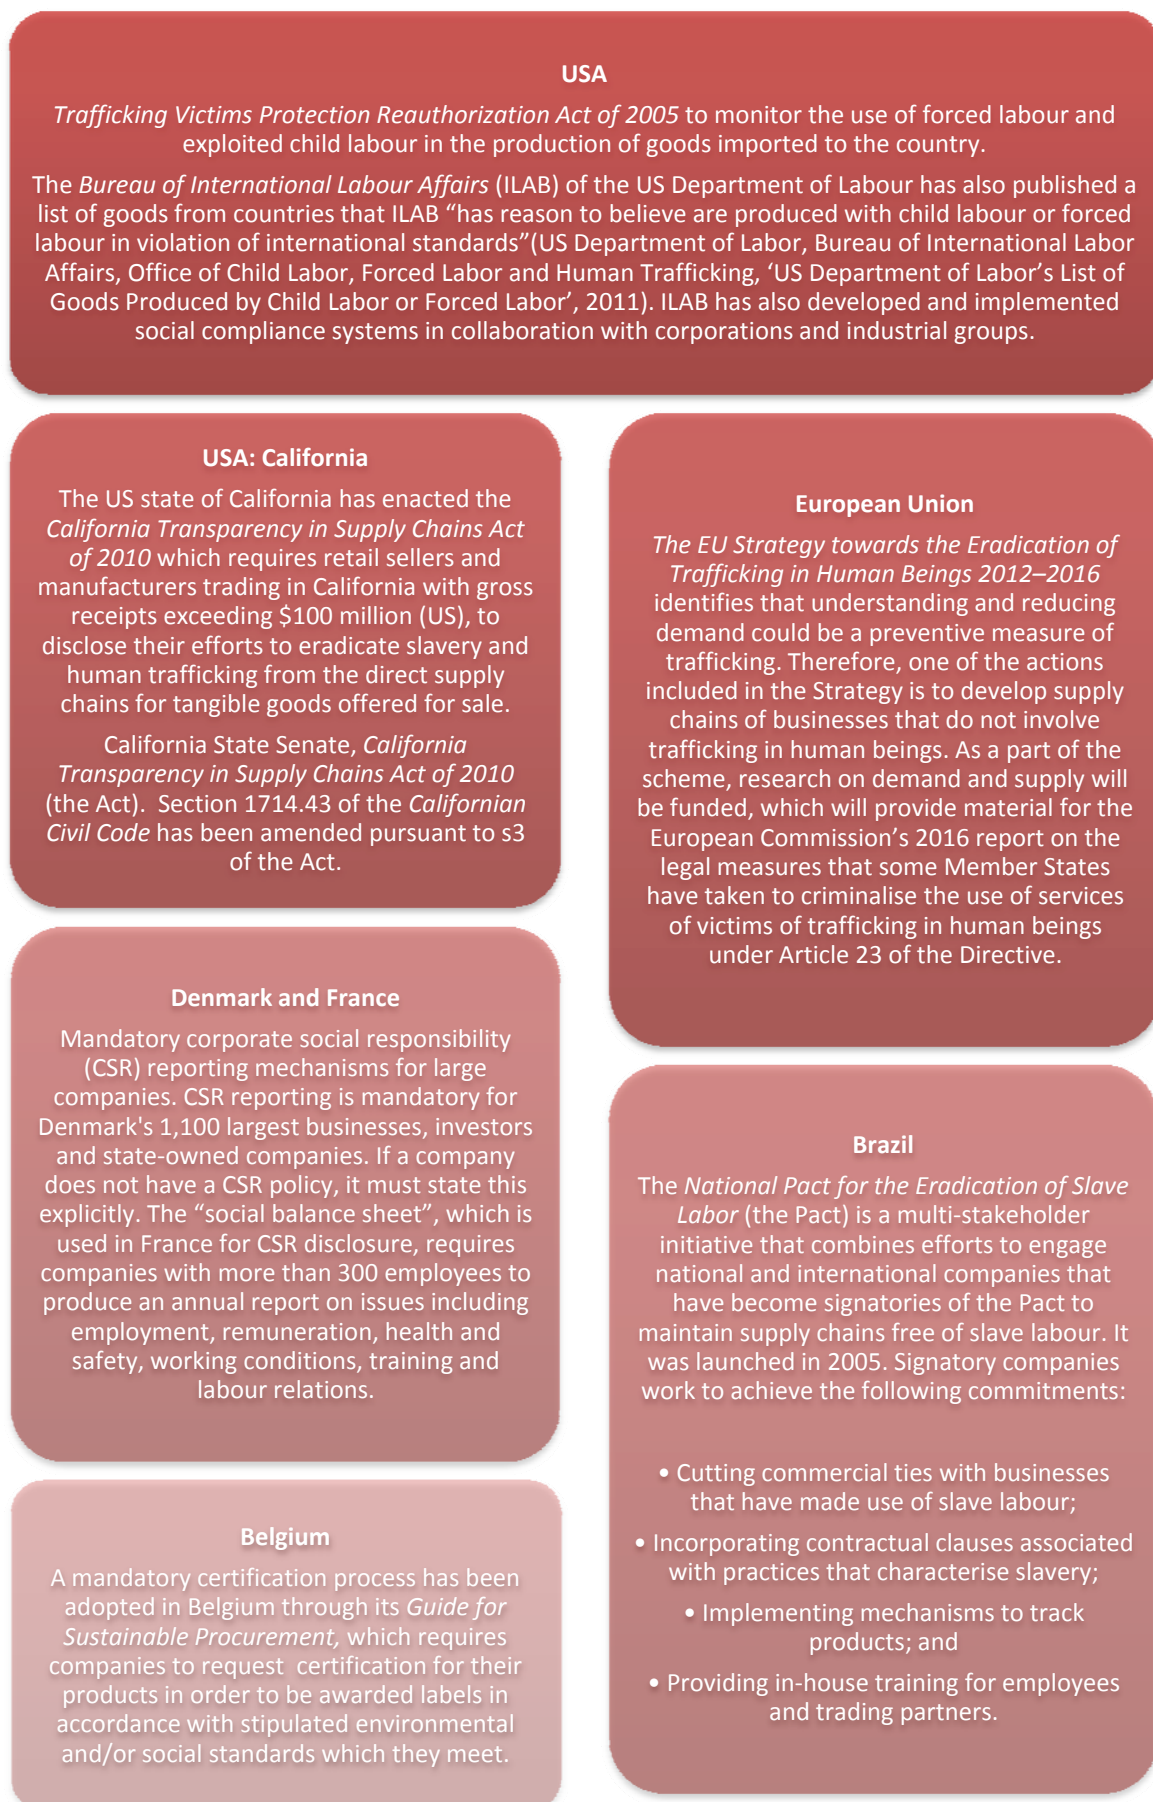 USA
Trafficking Victims Protection Reauthorization Act of 2005 to monitor the use of forced labour and
exploited child labour in the production of goods imported to the country.
The Bureau of International Labour Affairs (ILAB) of the US Department of Labour has also published a
list of goods from countries that ILAB “has reason to believe are produced with child labour or forced
labour in violation of international standards”(US Department of Labor, Bureau of International Labor
Affairs, Office of Child Labor, Forced Labor and Human Trafficking, ‘US Department of Labor’s List of
Goods Produced by Child Labor or Forced Labor’, 2011). ILAB has also developed and implemented
social compliance systems in collaboration with corporations and industrial groups.
USA: California
The US state of California has enacted the
California Transparency in Supply Chains Act
of 2010 which requires retail sellers and
manufacturers trading in California with gross
receipts exceeding $100 million (US), to
disclose their efforts to eradicate slavery and
human trafficking from the direct supply
chains for tangible goods offered for sale.
California State Senate, California
Transparency in Supply Chains Act of 2010
(the Act).  Section 1714.43 of the Californian
Civil Code has been amended pursuant to s3
of the Act.
European Union
The EU Strategy towards the Eradication of
Trafficking in Human Beings 2012–2016
identifies that understanding and reducing
demand could be a preventive measure of
trafficking. Therefore, one of the actions
included in the Strategy is to develop supply
chains of businesses that do not involve
trafficking in human beings. As a part of the
scheme, research on demand and supply will
be funded, which will provide material for the
European Commission’s 2016 report on the
legal measures that some Member States
have taken to criminalise the use of services
of victims of trafficking in human beings
under Article 23 of the Directive.
Denmark and France
Mandatory corporate social responsibility
(CSR) reporting mechanisms for large
companies. CSR reporting is mandatory for
Denmark's 1,100 largest businesses, investors
and state-owned companies. If a company
does not have a CSR policy, it must state this
explicitly. The “social balance sheet”, which is
used in France for CSR disclosure, requires
companies with more than 300 employees to
produce an annual report on issues including
employment, remuneration, health and
safety, working conditions, training and
labour relations.
Brazil
The National Pact for the Eradication of Slave
Labor (the Pact) is a multi-stakeholder
initiative that combines efforts to engage
national and international companies that
have become signatories of the Pact to
maintain supply chains free of slave labour. It
was launched in 2005. Signatory companies
work to achieve the following commitments:
• Cutting commercial ties with businesses
that have made use of slave labour;
• Incorporating contractual clauses associated
with practices that characterise slavery;
• Implementing mechanisms to track
products; and
• Providing in-house training for employees
and trading partners.
Belgium
A mandatory certification process has been
adopted in Belgium through its Guide for
Sustainable Procurement, which requires
companies to request  certification for their
products in order to be awarded labels in
accordance with stipulated environmental
and/or social standards which they meet.